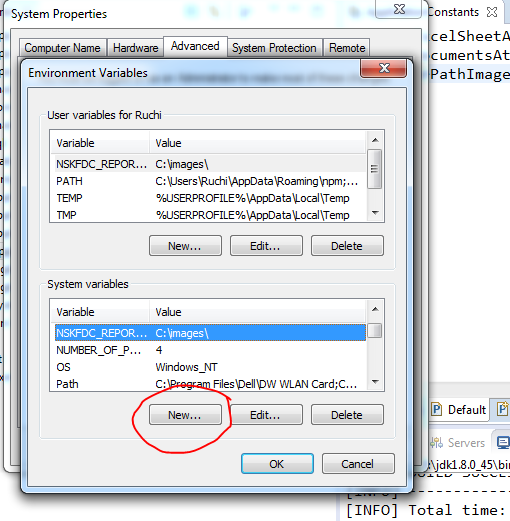 System Properties
Constants
Computer Name Hardware Advanced System Protection Remote
Environment Variables
User variables for Ruchi
Variable Value
NSKFDC_REPOR... C:\images\
PATH C:\Users\Ruchi\AppData\Roaming\npm;...
TEMP %USERPROFILE%\AppData\Local\Temp
TMP %USERPROFILE%\AppData\Local\Temp
New... Edit... Delete
System variables
Variable Value
NSKFDC_REPOR... C:\images\
NUMBER_OF_P... 4
OS Windows_NT
Path C:\Program Files\Dell\DW WLAN Card;C...
New... Edit... Delete
OK Cancel
celSheetA
cumentsAt
PathImage
Default
Servers
:\jdk1.8.0_45\bin
[INFO] ------------
[INFO] Total time: